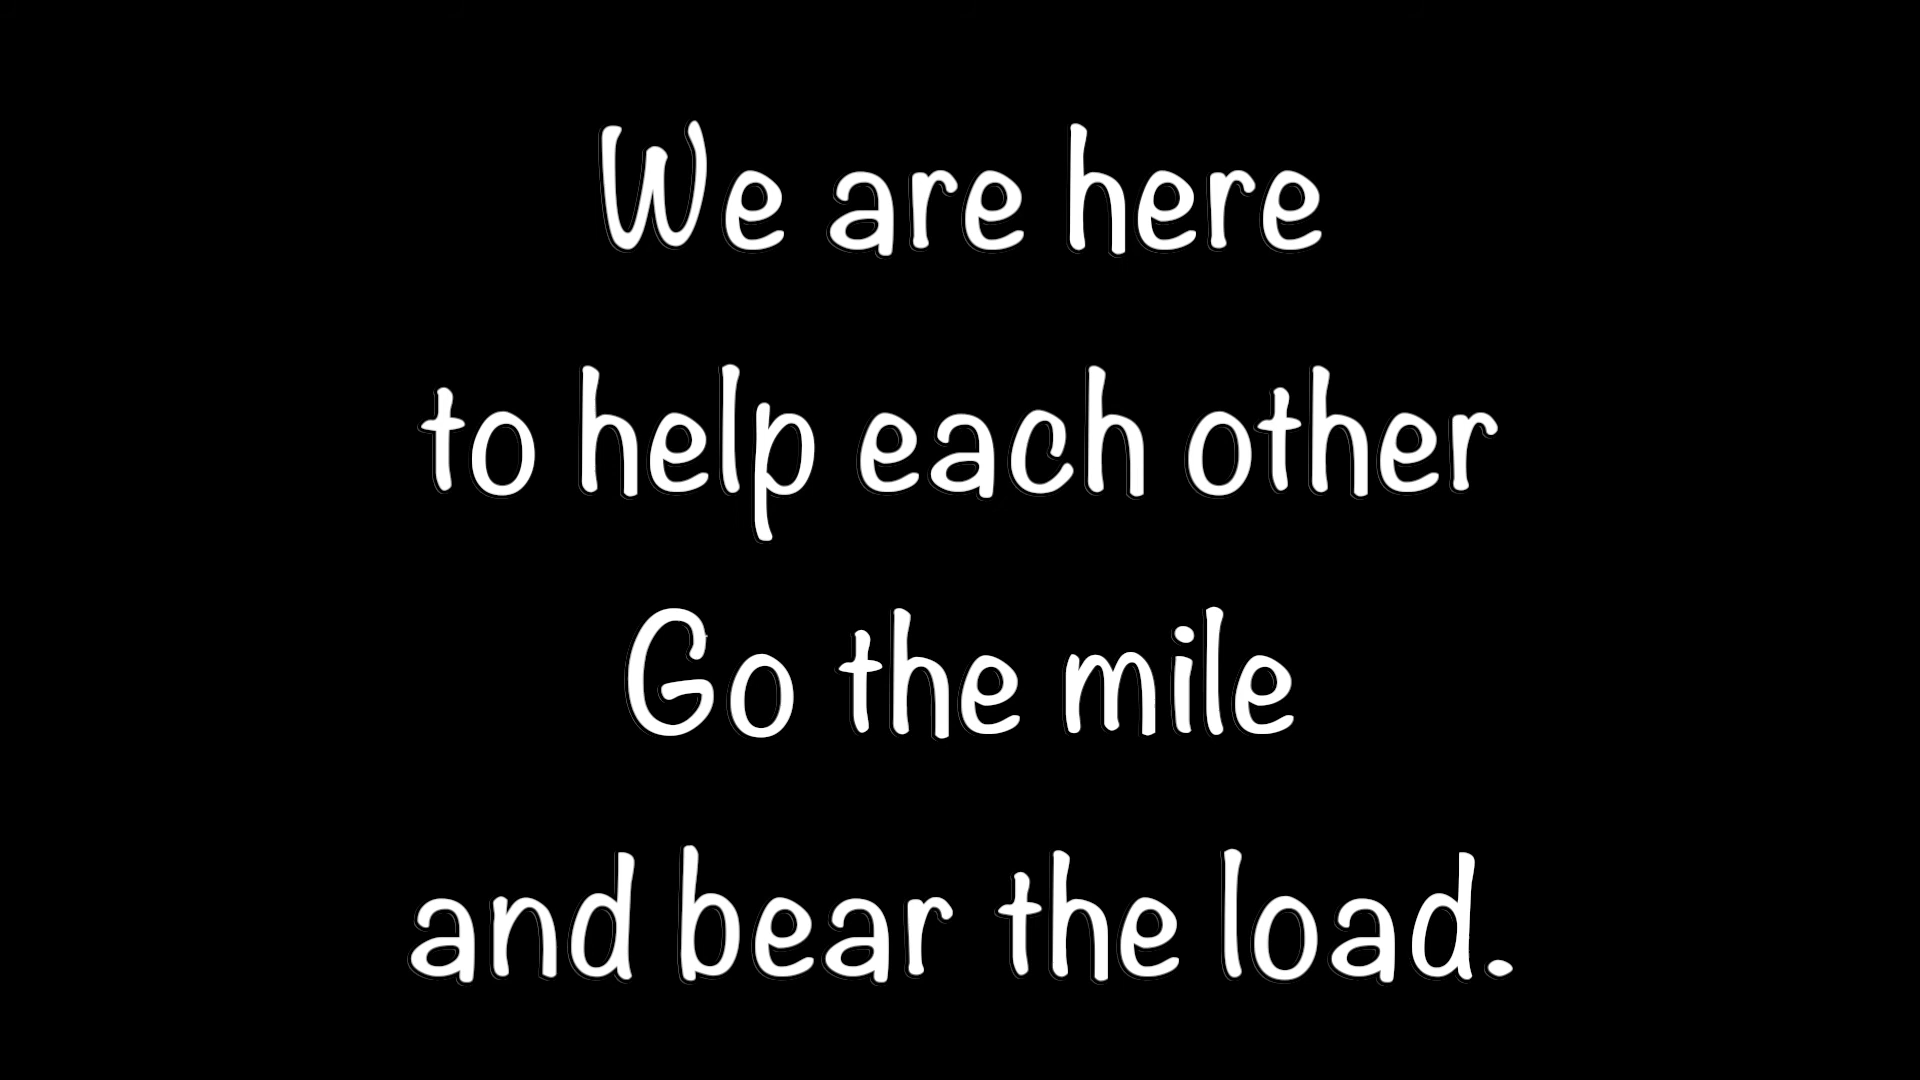 We are here
to help each other
Go the mile
and bear the load.